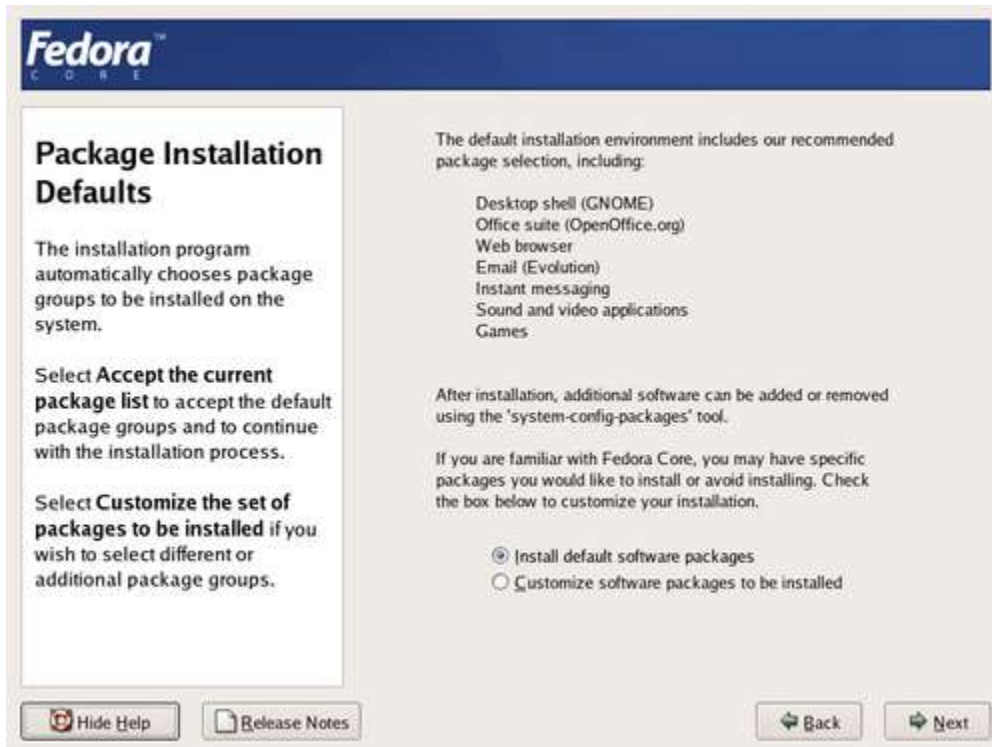 Fedora™
CORE
Package Installation
Defaults
The installation program
automatically chooses package
groups to be installed on the
system.
Select Accept the current
package list to accept the default
package groups and to continue
with the installation process.
Select Customize the set of
packages to be installed if you
wish to select different or
additional package groups.
The default installation environment includes our recommended
package selection, including:
Desktop shell (GNOME)
Office suite (OpenOffice.org)
Web browser
Email (Evolution)
Instant messaging
Sound and video applications
Games
After installation, additional software can be added or removed
using the 'system-config-packages' tool.
If you are familiar with Fedora Core, you may have specific
packages you would like to install or avoid installing. Check
the box below to customize your installation.
Install default software packages
Customize software packages to be installed
Hide Help
Release Notes
Back
Next